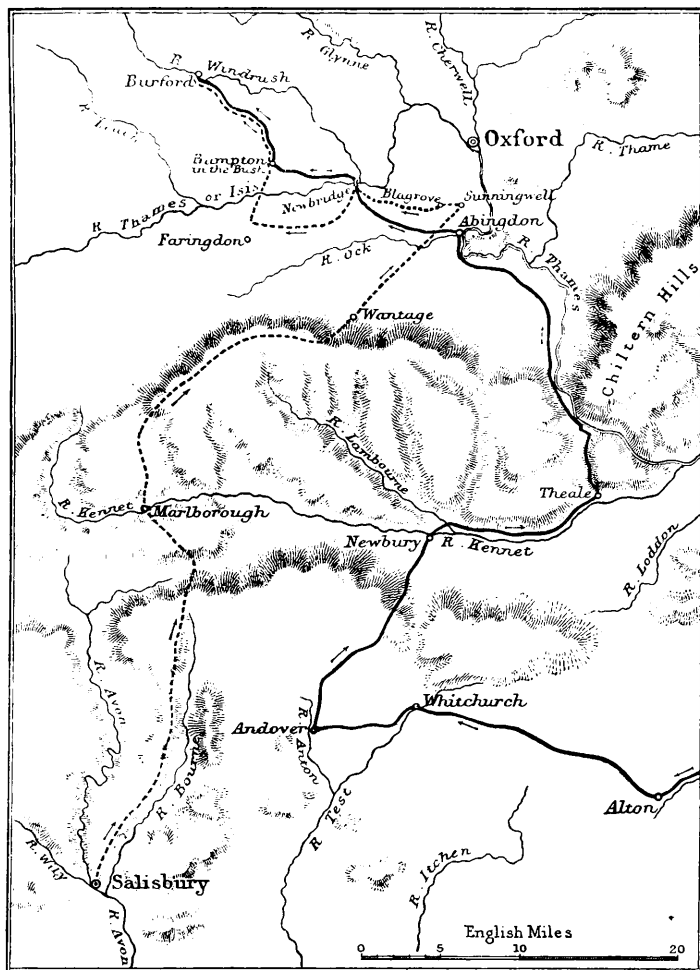 R. Windrush
Burford
R. Glynne
R. Cherwell
Oxford
R. Thame
R. Leach
Bumpton
in the Bush
R. Thames or Isis
Newbridge
Blagrove
Sunningwell
Abingdon
Faringdon
R. Ock
R. Thames
Chiltern Hills
Wantage
R. Lambourne
Theale
R. Kennet
Marlborough
Newbury
R. Kennet
R. Loddon
R. Avon
R. Bourne
Andover
R. Anton
Whitchurch
R. Test
Alton
R. Itchen
R. Wily
Salisbury
R. Avon
English Miles
0 5 10 20